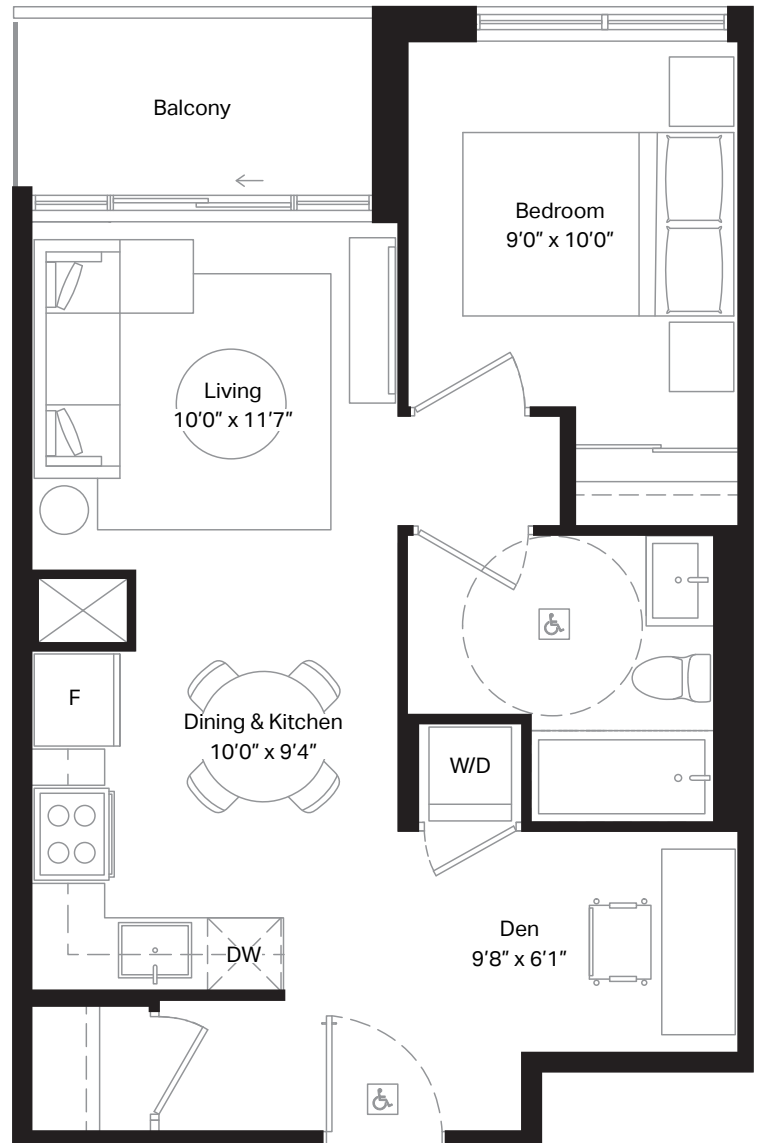 Balcony
Bedroom
9’0” x 10’0”
Living
10’0” x 11’7”
F
Dining & Kitchen
10’0” x 9’4”
W/D
Den
9’8” x 6’1”
DW